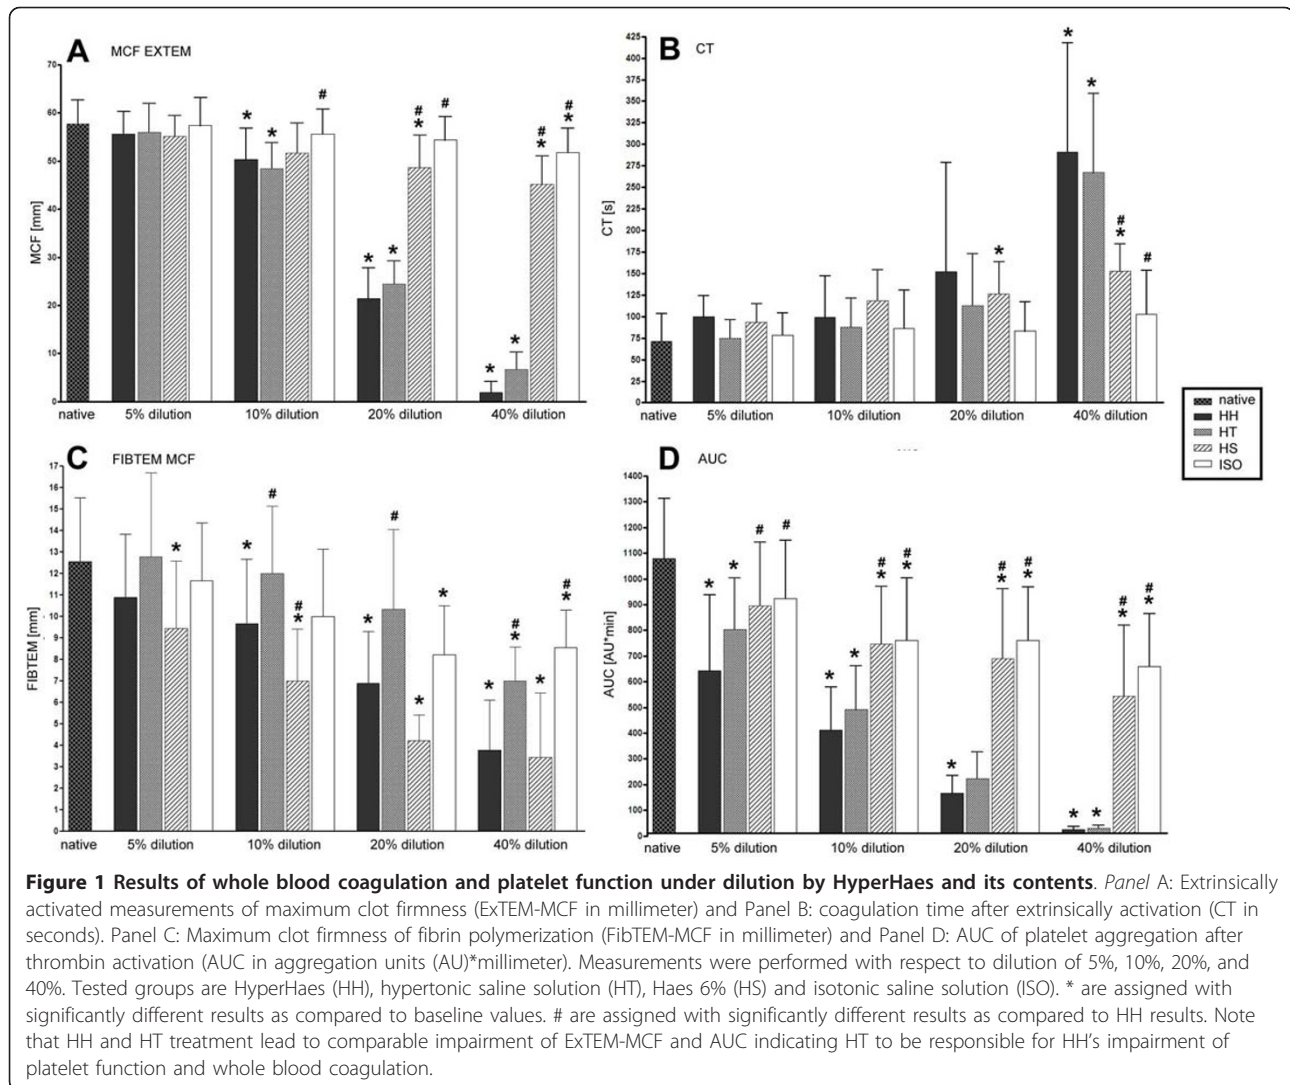 A MCF EXTEM
MCF [mm]
70
60
50
40
30
20
10
0
* * # * * # * # * * # * # *
native 5% dilution 10% dilution 20% dilution 40% dilution
B CT
CT [s]
425
400
375
350
325
300
275
250
225
200
175
150
125
100
75
50
25
0
* * * # * #
native 5% dilution 10% dilution 20% dilution 40% dilution
native
HH
HT
HS
ISO
C FIBTEM MCF
FIBTEM [mm]
17
16
15
14
13
12
11
10
9
8
7
6
5
4
3
2
1
0
* * # # * * # * * * # * * # *
native 5% dilution 10% dilution 20% dilution 40% dilution
D AUC
AUC [AU*min]
1400
1300
1200
1100
1000
900
800
700
600
500
400
300
200
100
0
* * # # * * # * # * * # * # * * * # * # *
native 5% dilution 10% dilution 20% dilution 40% dilution
Figure 1 Results of whole blood coagulation and platelet function under dilution by HyperHaes and its contents. Panel A: Extrinsically
activated measurements of maximum clot firmness (ExTEM-MCF in millimeter) and Panel B: coagulation time after extrinsically activation (CT in
seconds). Panel C: Maximum clot firmness of fibrin polymerization (FibTEM-MCF in millimeter) and Panel D: AUC of platelet aggregation after
thrombin activation (AUC in aggregation units (AU)*millimeter). Measurements were performed with respect to dilution of 5%, 10%, 20%, and
40%. Tested groups are HyperHaes (HH), hypertonic saline solution (HT), Haes 6% (HS) and isotonic saline solution (ISO). * are assigned with
significantly different results as compared to baseline values. # are assigned with significantly different results as compared to HH results. Note
that HH and HT treatment lead to comparable impairment of ExTEM-MCF and AUC indicating HT to be responsible for HH's impairment of
platelet function and whole blood coagulation.